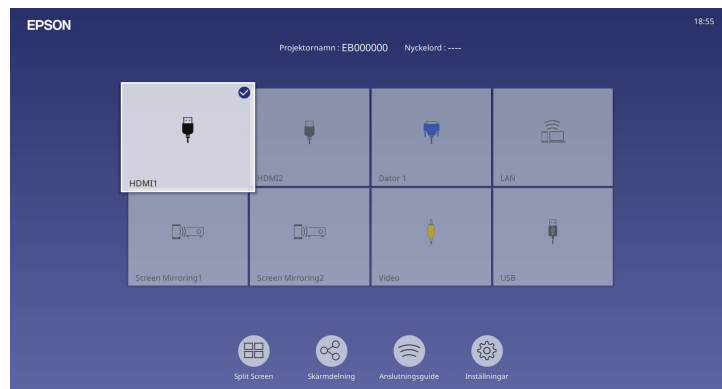 EPSON
18:55
Projektornamn : EB000000 Nyckelord : ----
HDMI1
HDMI2
Dator 1
LAN
Screen Mirroring1
Screen Mirroring2
Video
USB
Split Screen
Skärmdelning
Anslutningsguide
Inställningar